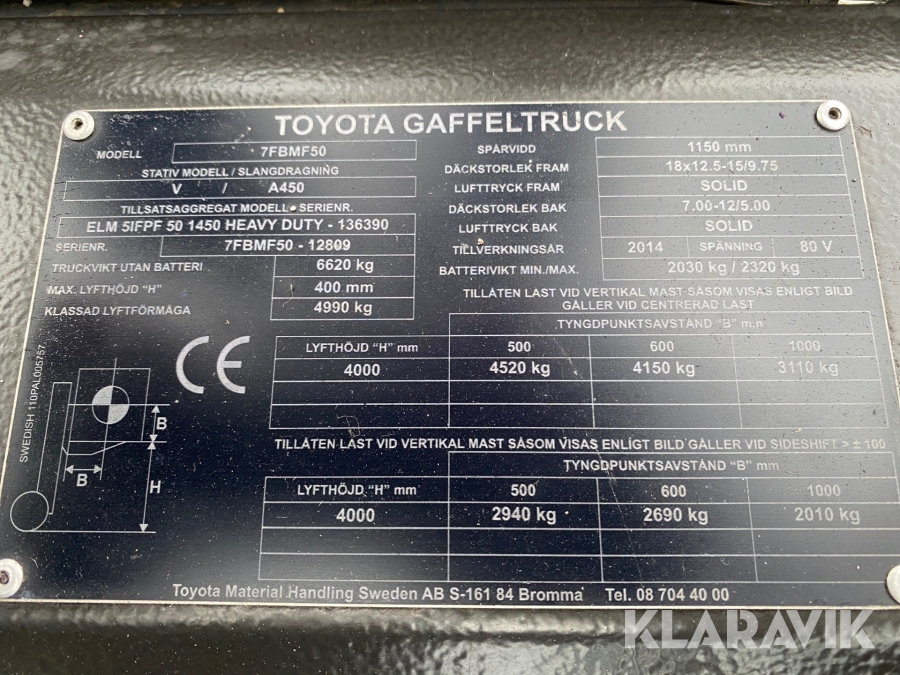 TOYOTA GAFFELTRUCK
MODELL 7FBMF50
STATIV MODELL / SLANGDRAGNING
V / A450
TILLSATSAGGREGAT MODELL - SERIENR.
ELM 5IFPF 50 1450 HEAVY DUTY - 136390
SERIENR. 7FBMF50 - 12809
TRUCKVIKT UTAN BATTERI 6620 kg
MAX. LYFTHÖJD "H" 400 mm
KLASSAD LYFTFÖRMÅGA 4990 kg
SPÅRVIDD 1150 mm
DÄCKSTORLEK FRAM 18x12.5-15/9.75
LUFTTRYCK FRAM SOLID
DÄCKSTORLEK BAK 7.00-12/5.00
LUFTTRYCK BAK SOLID
TILLVERKNINGSÅR 2014 SPÄNNING 80 V
BATTERIVIKT MIN./MAX. 2030 kg / 2320 kg
TILLÅTEN LAST VID VERTIKAL MAST SÅSOM VISAS ENLIGT BILD
GÄLLER VID CENTRERAD LAST
TYNGDPUNKTSAVSTÅND "B" m.n
LYFTHÖJD "H" mm 500 600 1000
4000 4520 kg 4150 kg 3110 kg
CE
SWEDISH 110PAL005757
B
B
H
TILLÅTEN LAST VID VERTIKAL MAST SÅSOM VISAS ENLIGT BILD GÄLLER VID SIDESHIFT > ± 100
TYNGDPUNKTSAVSTÅND "B" mm
LYFTHÖJD "H" mm 500 600 1000
4000 2940 kg 2690 kg 2010 kg
Toyota Material Handling Sweden AB S-161 84 Bromma Tel. 08 704 40 00
KLARAVIK